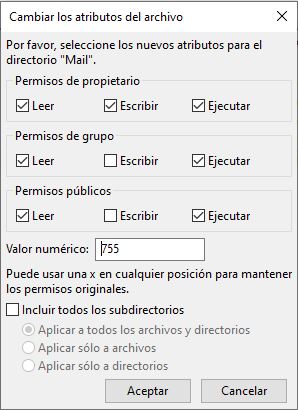 Cambiar los atributos del archivo
Por favor, seleccione los nuevos atributos para el
directorio "Mail".
Permisos de propietario
Leer Escribir Ejecutar
Permisos de grupo
Leer Escribir Ejecutar
Permisos públicos
Leer Escribir Ejecutar
Valor numérico: 755
Puede usar una x en cualquier posición para mantener
los permisos originales.
Incluir todos los subdirectorios
Aplicar a todos los archivos y directorios
Aplicar sólo a archivos
Aplicar sólo a directorios
Aceptar Cancelar